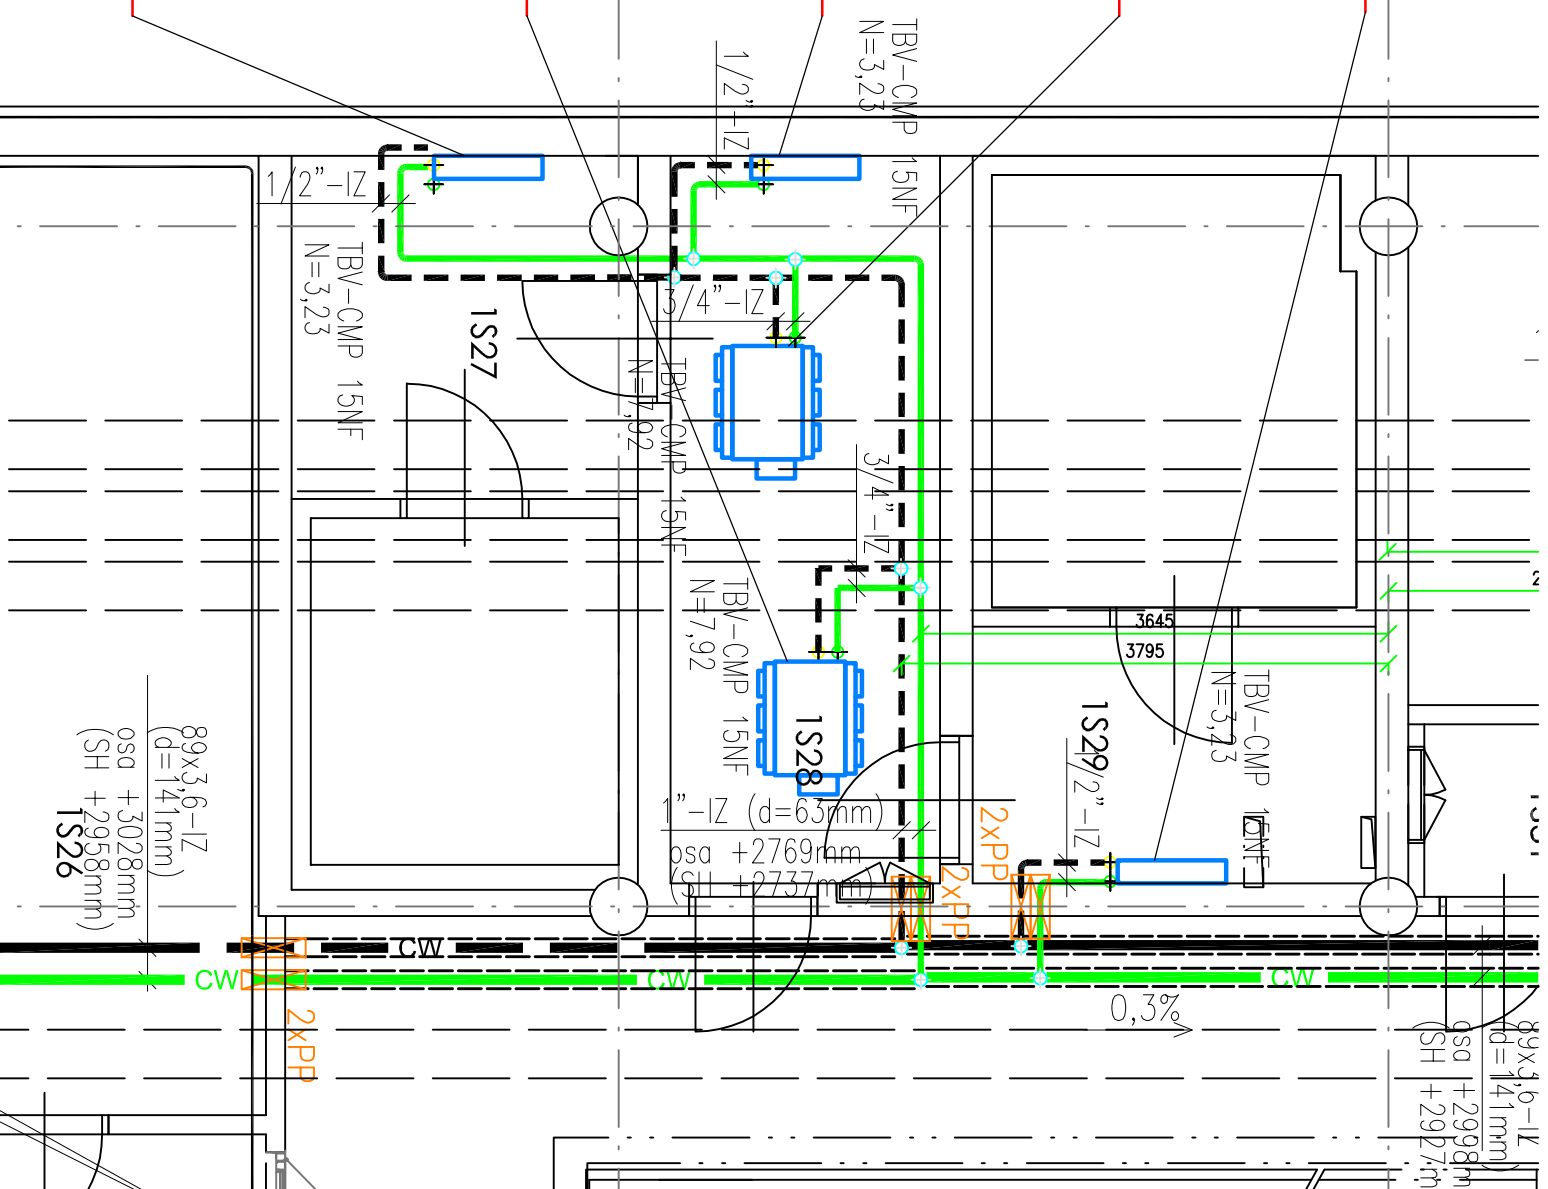 TBV-CMP 15NF
N=3,23
1/2"-IZ
1/2"-IZ
TBV-CMP 15NF
N=3,23
1S27
3/4"-IZ
TBV CMP 15NF
N=7,92
3/4"-IZ
TBV-CMP 15NF
N=7,92
1S28
3645
3795
TBV-CMP 15NF
N=3,23
1S29
1/2"-IZ
89x3,6-IZ
(d=141mm)
osa +3028mm
(SH +2958mm)
1S26
1"-IZ (d=63mm)
osa +2769mm
(SH +2737mm)
2xPP
2xPP
CW
CW
CW
CW
2xPP
0,3%
89x3,6-IZ
(d=141mm)
osa +2998m
(SH +2927m